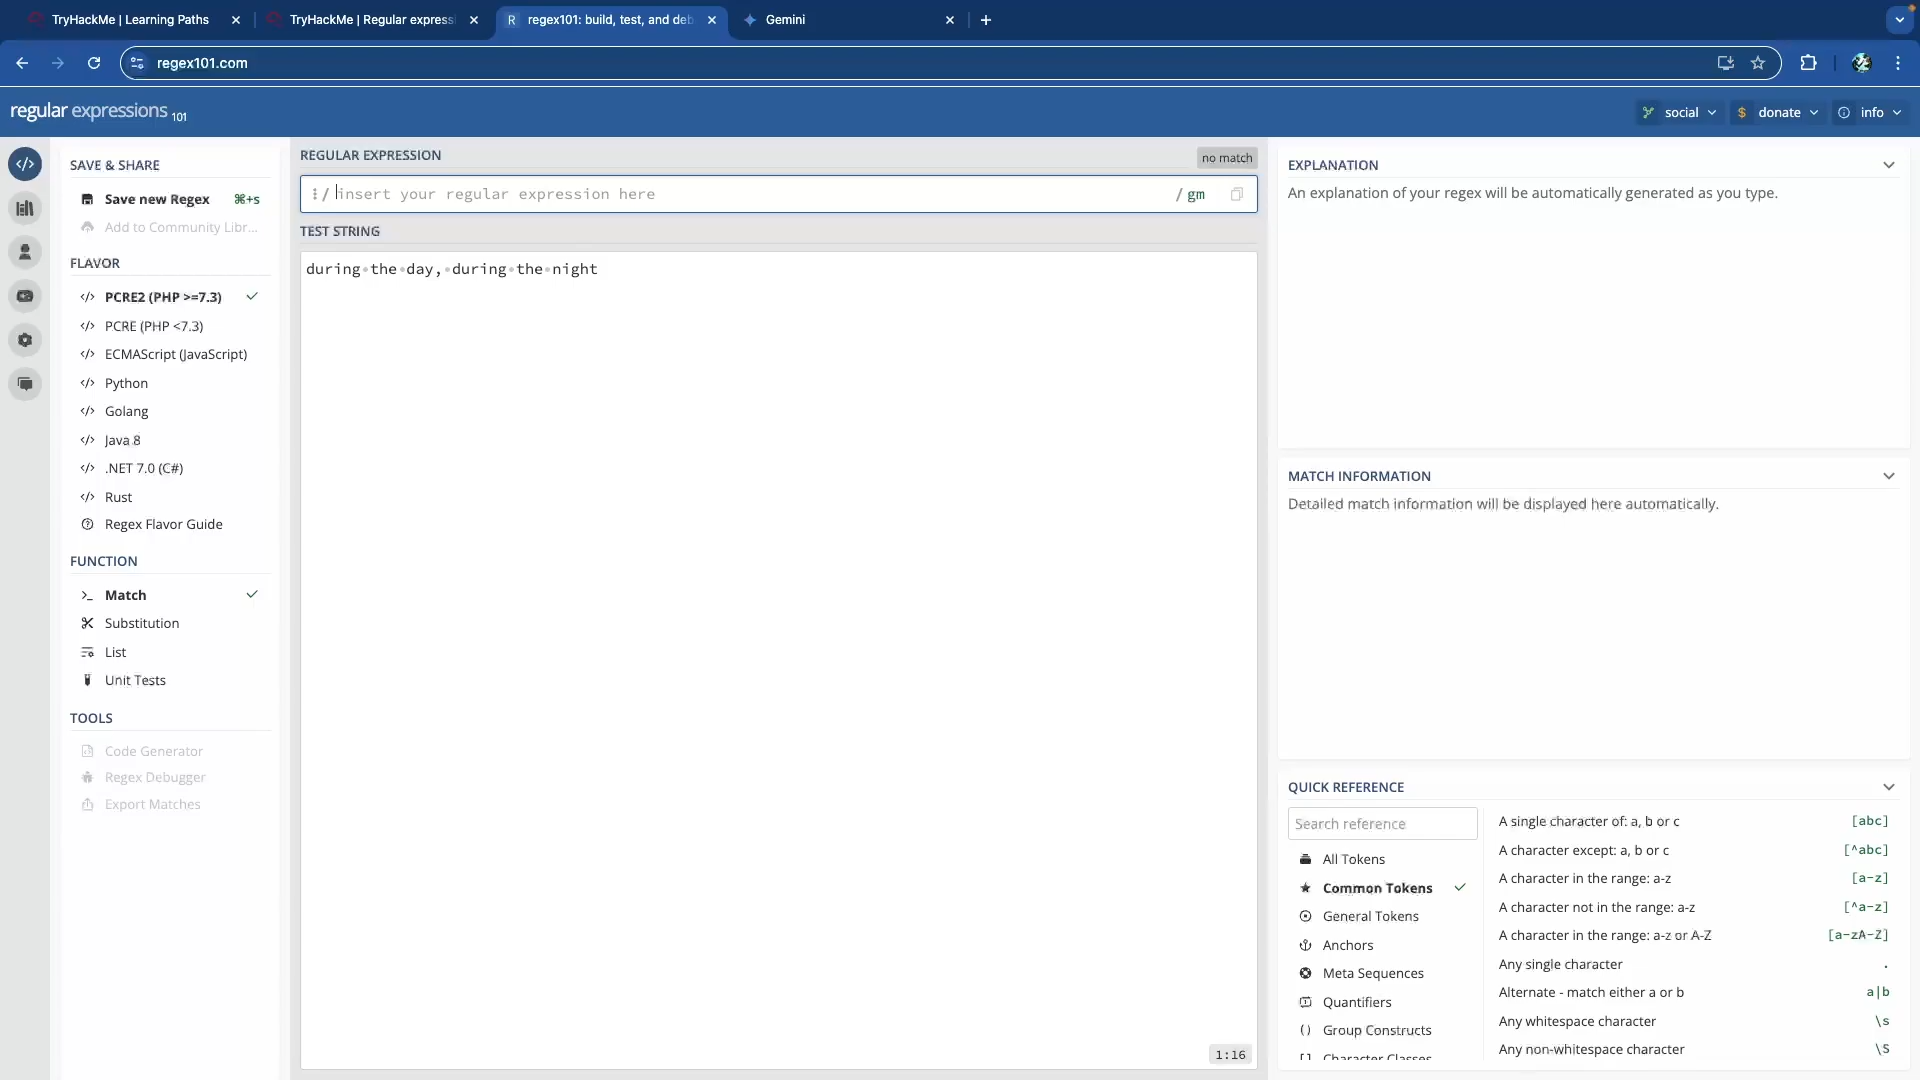 TryHackMe | Learning Paths
TryHackMe | Regular express
regex101: build, test, and deb
Gemini
regex101.com
regular expressions 101
social
donate
info
SAVE & SHARE
Save new Regex ⌘+s
Add to Community Libr...
FLAVOR
PCRE2 (PHP >=7.3)
PCRE (PHP <7.3)
ECMAScript (JavaScript)
Python
Golang
Java 8
.NET 7.0 (C#)
Rust
Regex Flavor Guide
FUNCTION
Match
Substitution
List
Unit Tests
TOOLS
Code Generator
Regex Debugger
Export Matches
REGULAR EXPRESSION
no match
/ insert your regular expression here / gm
TEST STRING
during·the·day,·during·the·night
1:16
EXPLANATION
An explanation of your regex will be automatically generated as you type.
MATCH INFORMATION
Detailed match information will be displayed here automatically.
QUICK REFERENCE
Search reference
All Tokens
Common Tokens
General Tokens
Anchors
Meta Sequences
Quantifiers
Group Constructs
Character Classes
A single character of: a, b or c [abc]
A character except: a, b or c [^abc]
A character in the range: a-z [a-z]
A character not in the range: a-z [^a-z]
A character in the range: a-z or A-Z [a-zA-Z]
Any single character .
Alternate - match either a or b a|b
Any whitespace character \s
Any non-whitespace character \S